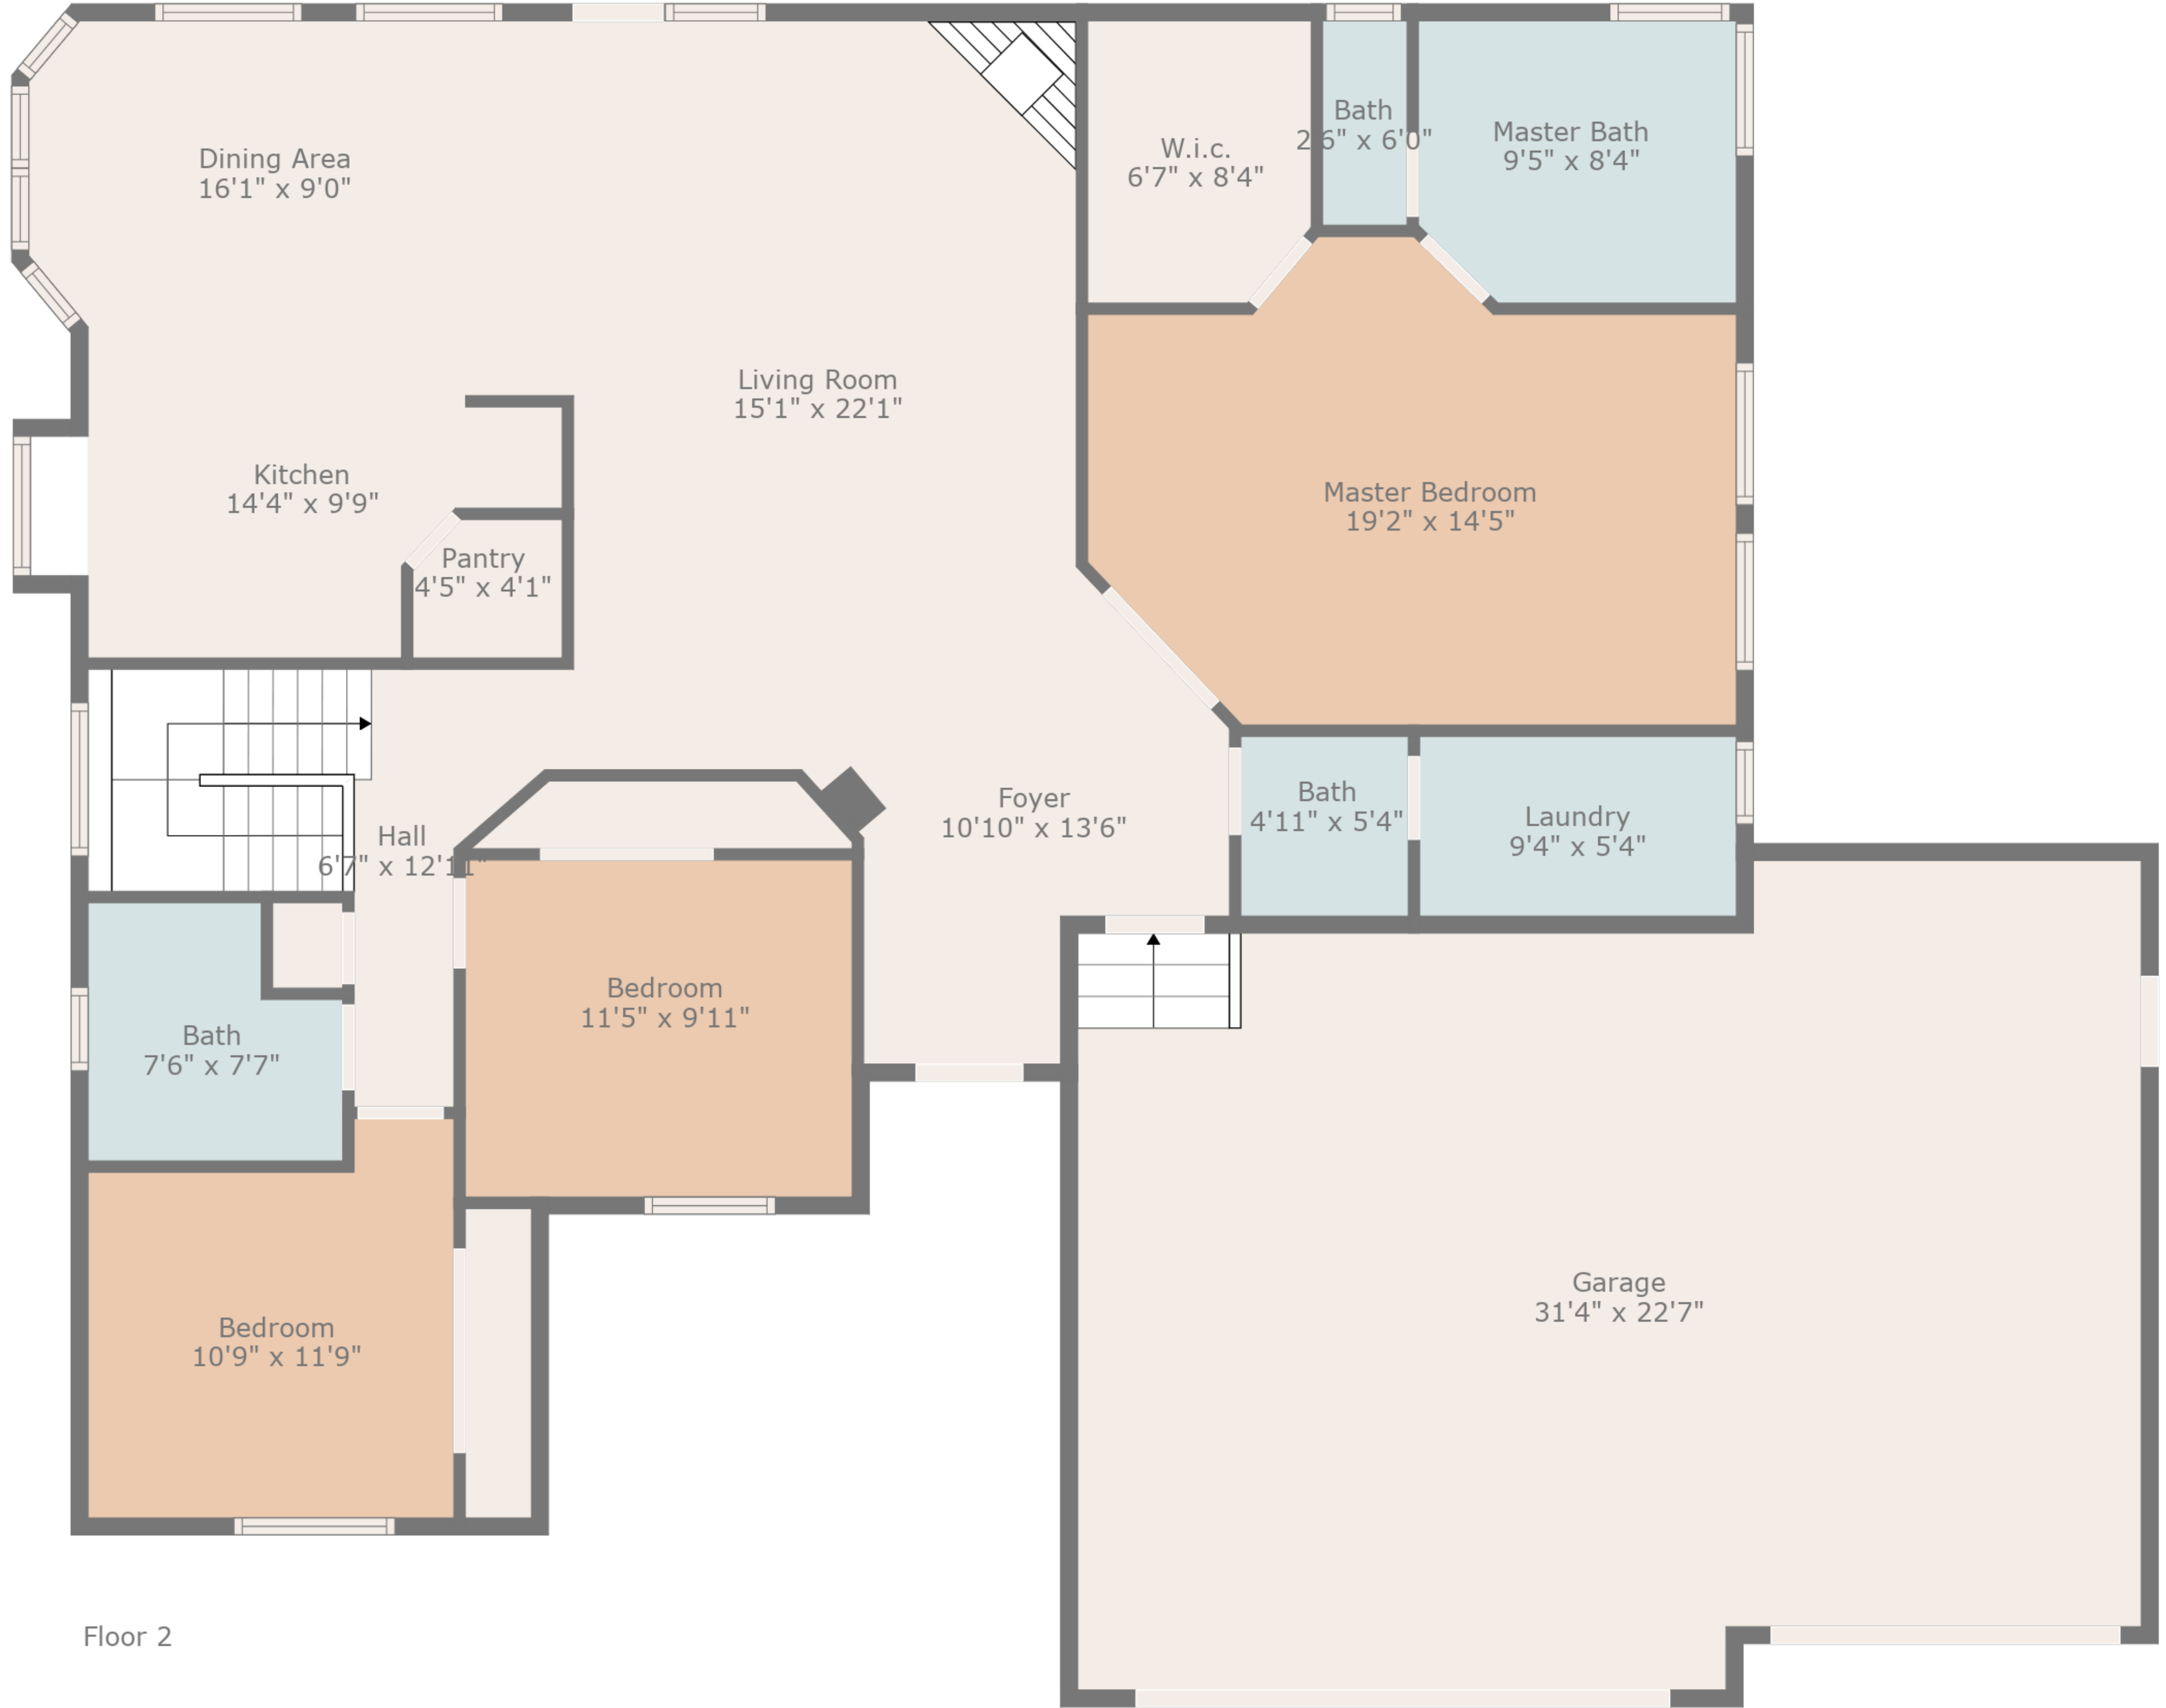 Dining Area
16'1" x 9'0"
W.i.c.
6'7" x 8'4"
Bath
2'6" x 6'0"
Master Bath
9'5" x 8'4"
Living Room
15'1" x 22'1"
Kitchen
14'4" x 9'9"
Pantry
4'5" x 4'1"
Master Bedroom
19'2" x 14'5"
Hall
6'7" x 12'11"
Foyer
10'10" x 13'6"
Bath
4'11" x 5'4"
Laundry
9'4" x 5'4"
Bath
7'6" x 7'7"
Bedroom
11'5" x 9'11"
Bedroom
10'9" x 11'9"
Garage
31'4" x 22'7"
Floor 2